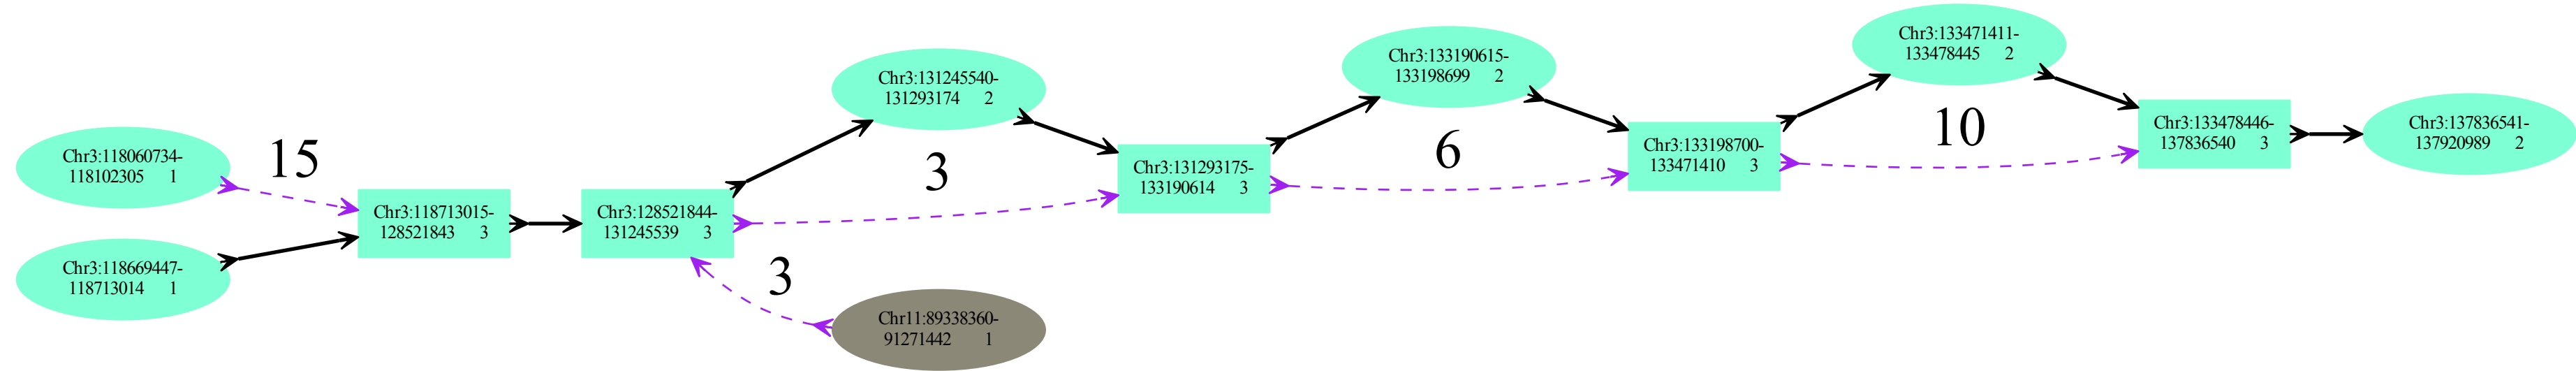 Chr3:118060734-
118102305 1
15
Chr3:118669447-
118713014 1
Chr3:118713015-
128521843 3
Chr3:128521844-
131245539 3
Chr3:131245540-
131293174 2
3
3
Chr11:89338360-
91271442 1
Chr3:131293175-
133190614 3
Chr3:133190615-
133198699 2
6
Chr3:133198700-
133471410 3
Chr3:133471411-
133478445 2
10
Chr3:133478446-
137836540 3
Chr3:137836541-
137920989 2